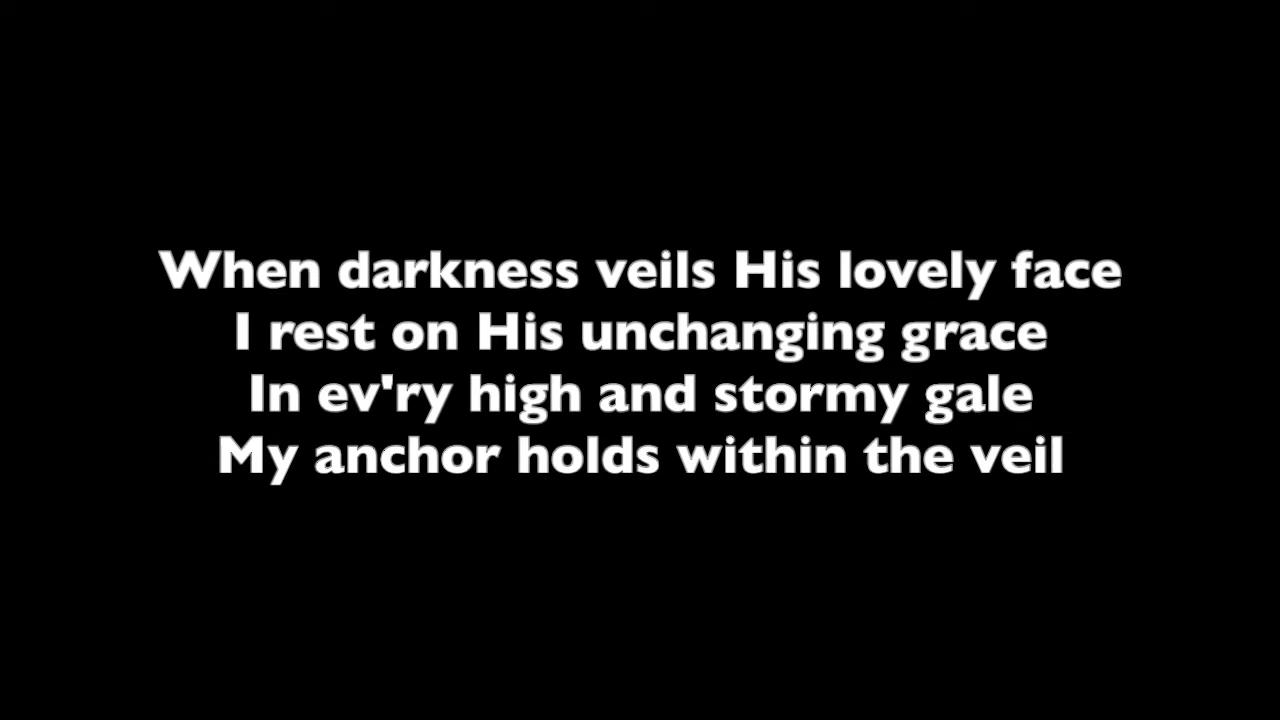 When darkness veils His lovely face
I rest on His unchanging grace
In ev'ry high and stormy gale
My anchor holds within the veil